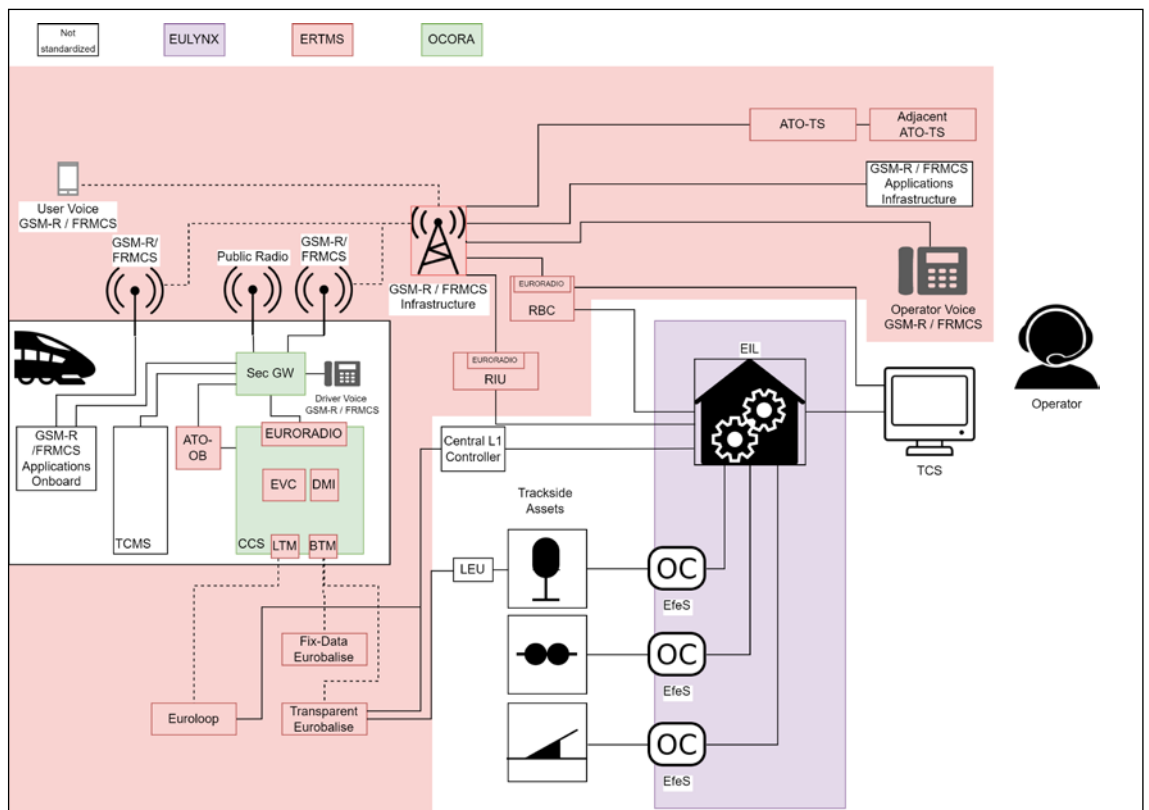 Not
standardized
EULYNX
ERTMS
OCORA
ATO-TS
Adjacent
ATO-TS
GSM-R / FRMCS
Applications
Infrastructure
User Voice
GSM-R / FRMCS
GSM-R/
FRMCS
Public Radio
GSM-R/
FRMCS
GSM-R / FRMCS
Infrastructure
EURORADIO
RBC
Operator Voice
GSM-R / FRMCS
EURORADIO
RIU
EIL
Operator
Sec GW
Driver Voice
GSM-R / FRMCS
GSM-R
/FRMCS
Applications
Onboard
ATO-
OB
EURORADIO
Central L1
Controller
TCS
EVC
DMI
Trackside
Assets
TCMS
CCS
LTM
BTM
LEU
OC
EfeS
Fix-Data
Eurobalise
OC
EfeS
Euroloop
Transparent
Eurobalise
OC
EfeS